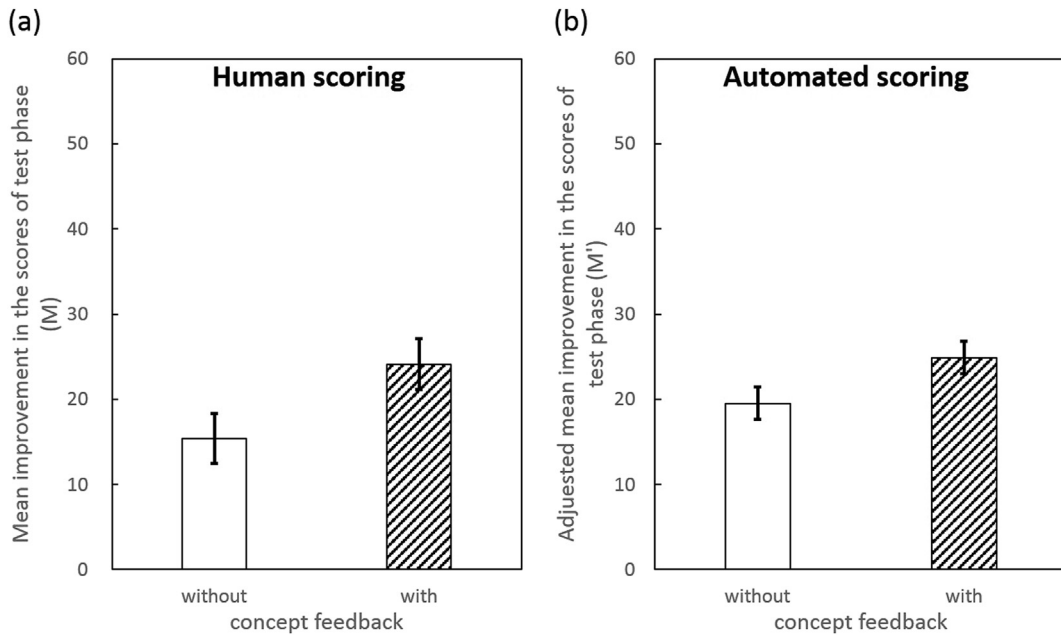 (a)
Human scoring
Mean improvement in the scores of test phase
(M)
60
50
40
30
20
10
0
without
with
concept feedback
(b)
Automated scoring
Adjuested mean improvement in the scores of
test phase (M')
60
50
40
30
20
10
0
without
with
concept feedback